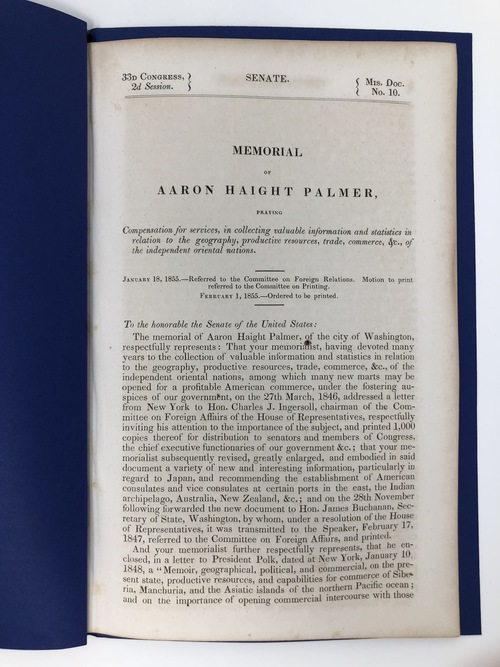 33D CONGRESS, 2d Session. SENATE. MIS. DOC. No. 10.
MEMORIAL
OF
AARON HAIGHT PALMER,
PRAYING
Compensation for services, in collecting valuable information and statistics in
relation to the geography, productive resources, trade, commerce, &c., of
the independent oriental nations.
JANUARY 18, 1855.—Referred to the Committee on Foreign Relations. Motion to print
referred to the Committee on Printing.
FEBRUARY 1, 1855.—Ordered to be printed.
To the honorable the Senate of the United States:
The memorial of Aaron Haight Palmer, of the city of Washington,
respectfully represents: That your memorialist, having devoted many
years to the collection of valuable information and statistics in relation
to the geography, productive resources, trade, commerce, &c., of the
independent oriental nations, among which many new marts may be
opened for a profitable American commerce, under the fostering au-
spices of our government, on the 27th March, 1846, addressed a letter
from New York to Hon. Charles J. Ingersoll, chairman of the Com-
mittee on Foreign Affairs of the House of Representatives, respectfully
inviting his attention to the importance of the subject, and printed 1,000
copies thereof for distribution to senators and members of Congress,
the chief executive functionaries of our government &c.; that your me-
morialist subsequently revised, greatly enlarged, and embodied in said
document a variety of new and interesting information, particularly in
regard to Japan, and recommending the establishment of American
consulates and vice consulates at certain ports in the east, the Indian
archipelago, Australia, New Zealand, &c.; and on the 28th November
following forwarded the new document to Hon. James Buchanan, Sec-
retary of State, Washington, by whom, under a resolution of the House
of Representatives, it was transmitted to the Speaker, February 17,
1847, referred to the Committee on Foreign Affairs, and printed.
And your memorialist further respectfully represents, that he en-
closed, in a letter to President Polk, dated at New York, January 10,
1848, a "Memoir, geographical, political, and commercial, on the pre-
sent state, productive resources, and capabilities for commerce of Sibe-
ria, Manchuria, and the Asiatic islands of the northern Pacific ocean;
and on the importance of opening commercial intercourse with those